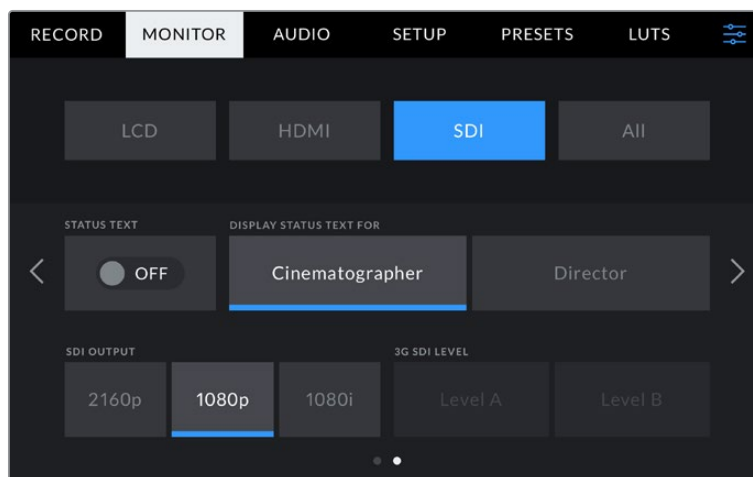 RECORD MONITOR AUDIO SETUP PRESETS LUTS
LCD HDMI SDI All
STATUS TEXT DISPLAY STATUS TEXT FOR
OFF Cinematographer Director
SDI OUTPUT 3G SDI LEVEL
2160p 1080p 1080i Level A Level B